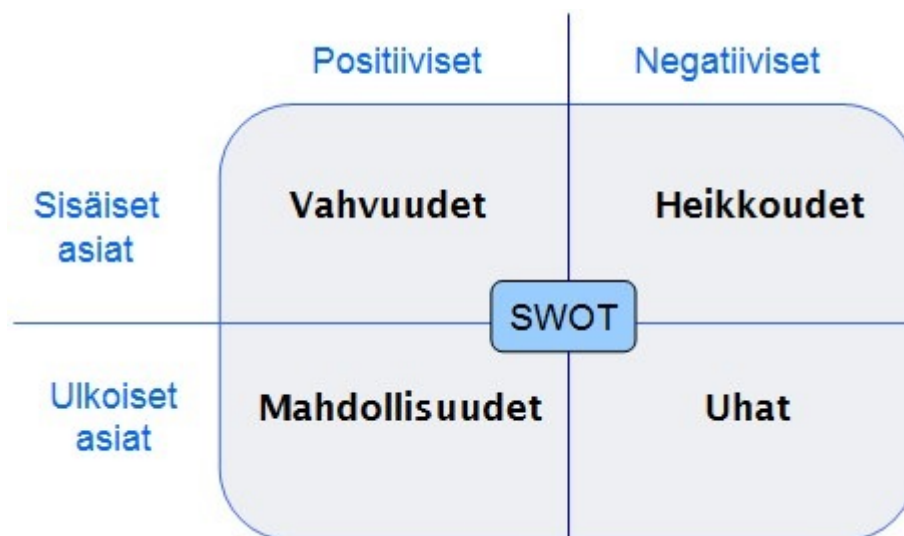 Positiiviset Negatiiviset
Sisäiset
asiat
Vahvuudet Heikkoudet
SWOT
Ulkoiset
asiat
Mahdollisuudet Uhat